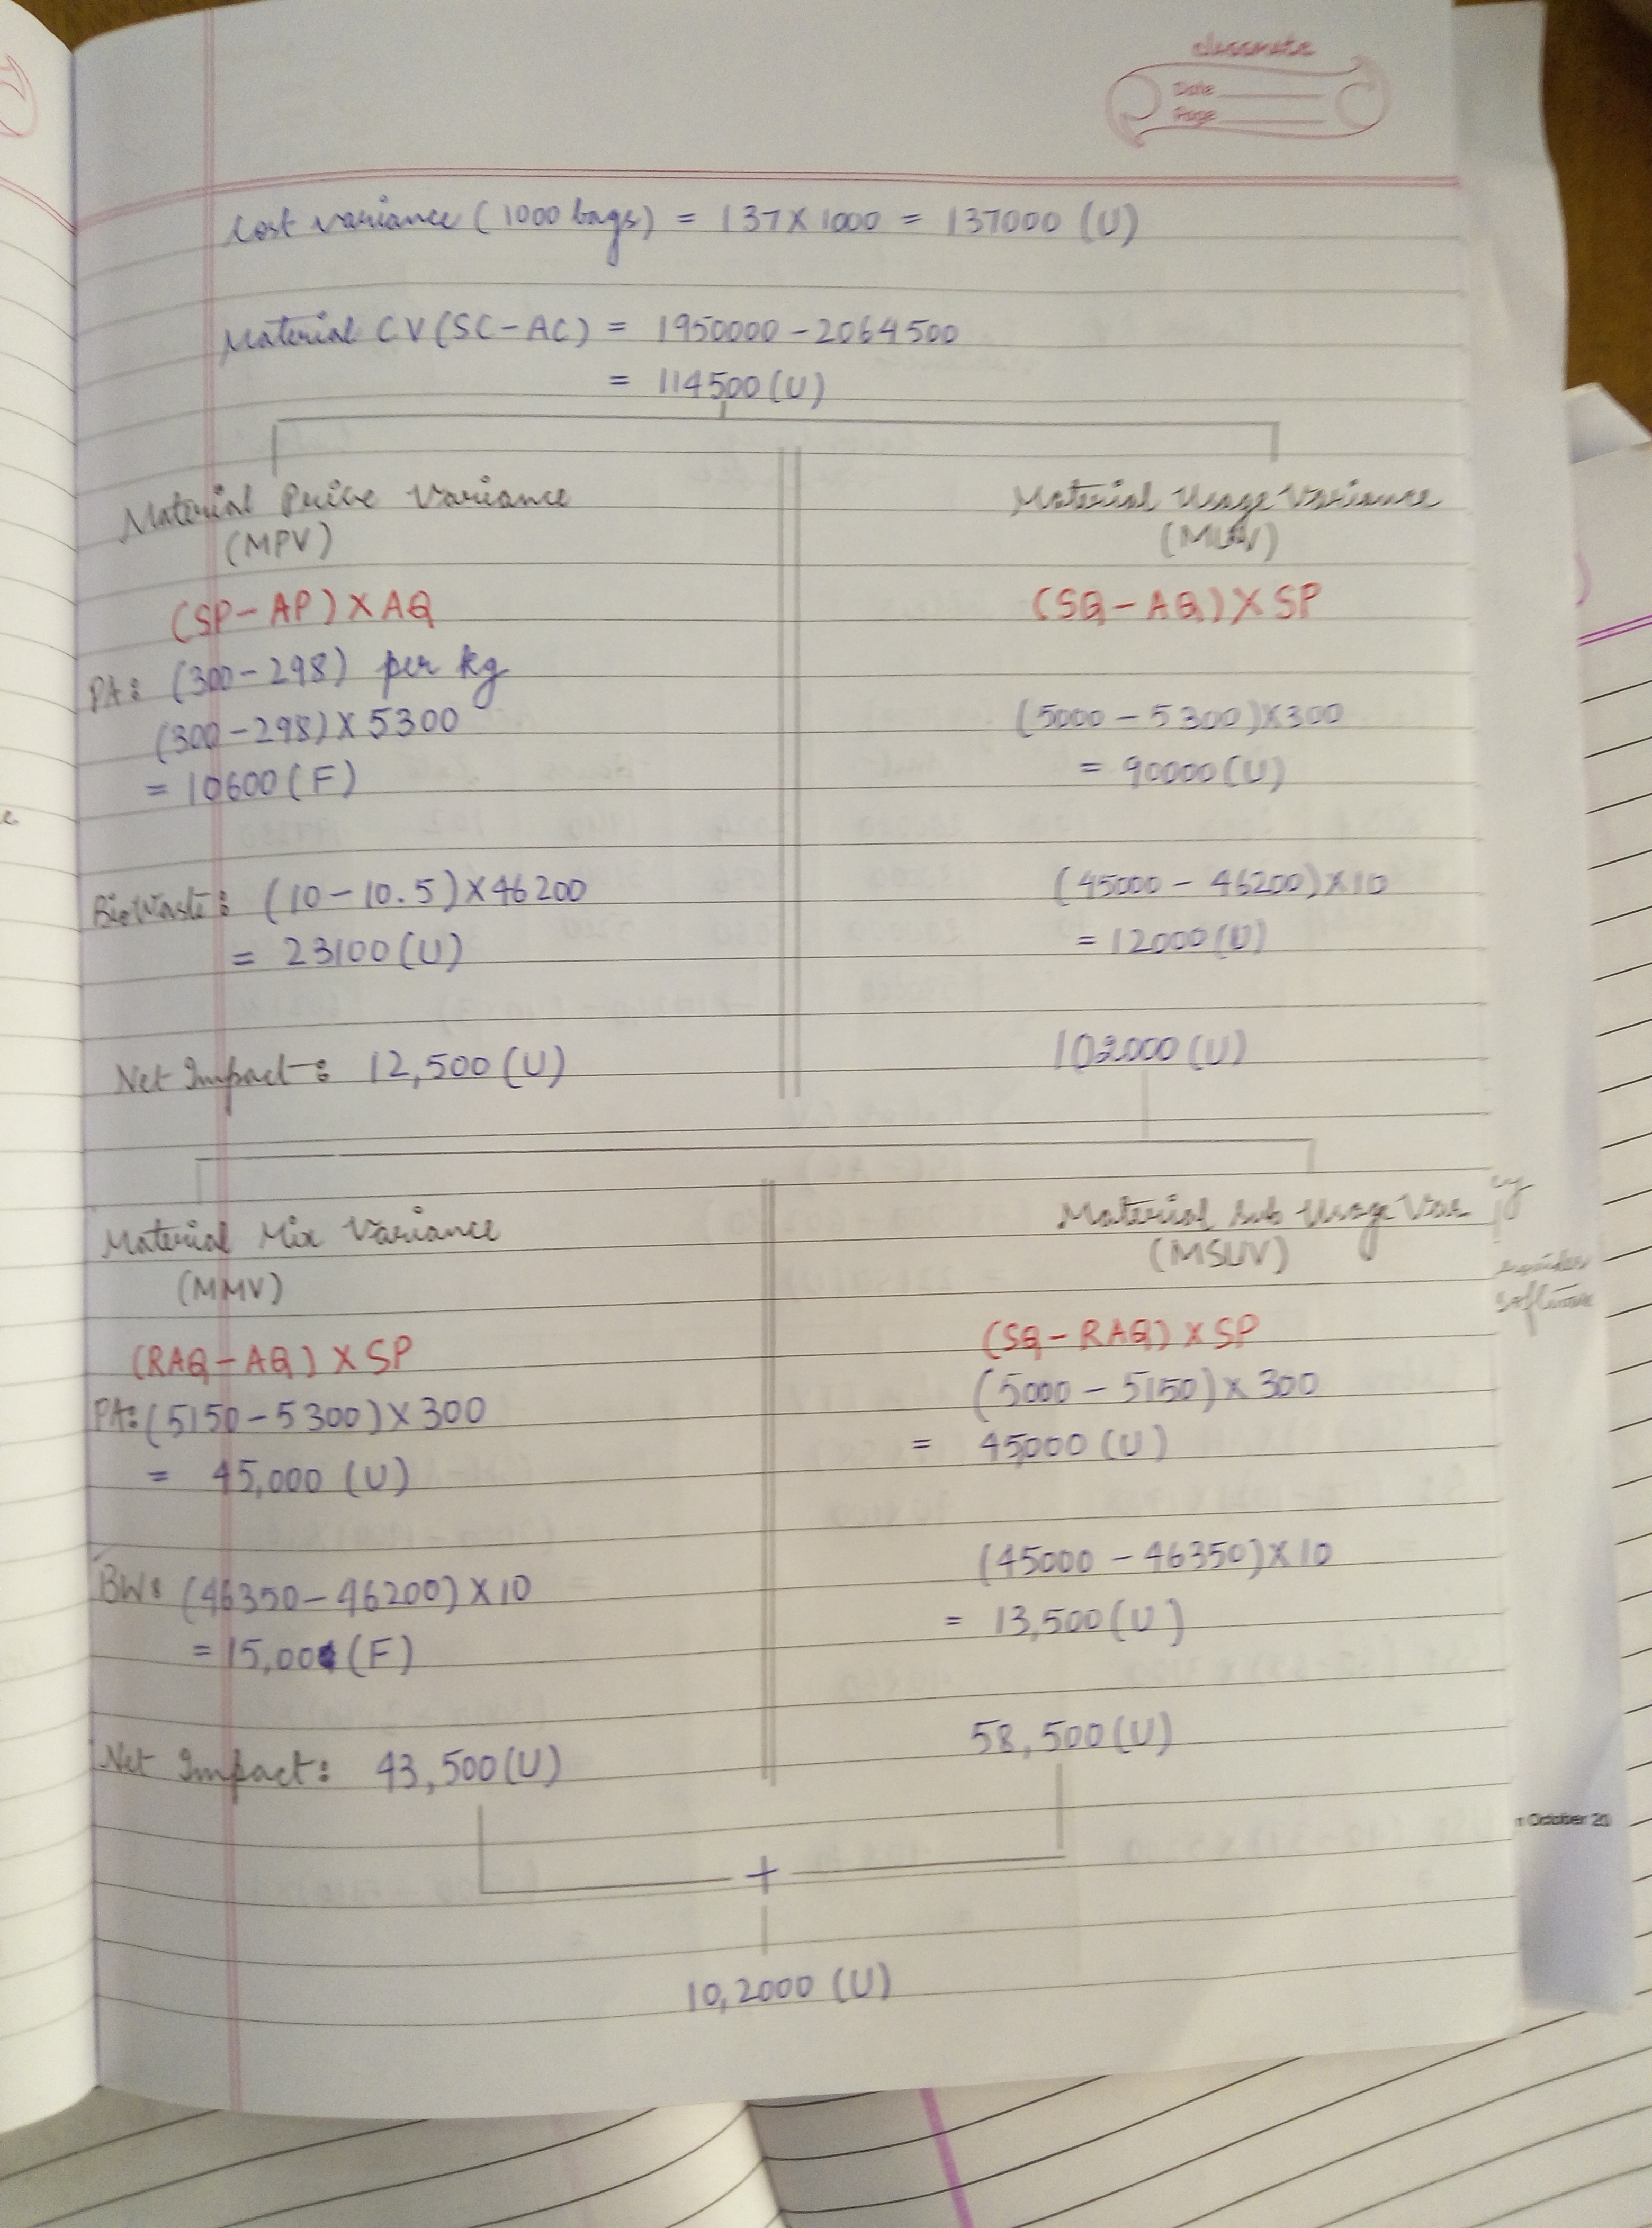 classmate
Date
Page
Cost Variance (1000 bags) = 137 X 1000 = 137000 (U)
Material CV (SC - AC) = 1950000 - 2064500
= 114500 (U)
Material Price Variance
(MPV)
(SP - AP) X AQ
PA: (300 - 298) per kg
(300 - 298) X 5300
= 10600 (F)
BioWaste: (10 - 10.5) X 46200
= 23100 (U)
Net Impact: 12,500 (U)
Material Usage Variance
(MUV)
(SQ - AQ) X SP
(5000 - 5300) X 300
= 90000 (U)
(45000 - 46200) X 10
= 12000 (U)
102000 (U)
Material Mix Variance
(MMV)
(RAQ - AQ) X SP
PA: (5150 - 5300) X 300
= 45,000 (U)
BW: (46350 - 46200) X 10
= 15,00 (F)
Net Impact: 43,500 (U)
Material Sub Usage Var
(MSUV)
(SQ - RAQ) X SP
(5000 - 5150) X 300
= 45,000 (U)
(45000 - 46350) X 10
= 13,500 (U)
58,500 (U)
+
10,2000 (U)
software
October 20